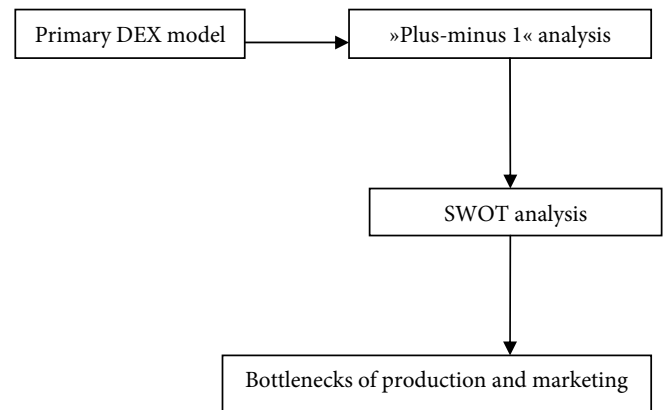 Primary DEX model
»Plus-minus 1« analysis
SWOT analysis
Bottlenecks of production and marketing